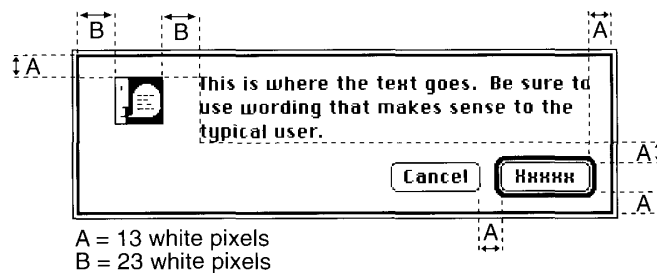 B B A
A
This is where the text goes. Be sure to
use wording that makes sense to the
typical user.
A
Cancel Xxxxx
A
A
A = 13 white pixels
B = 23 white pixels